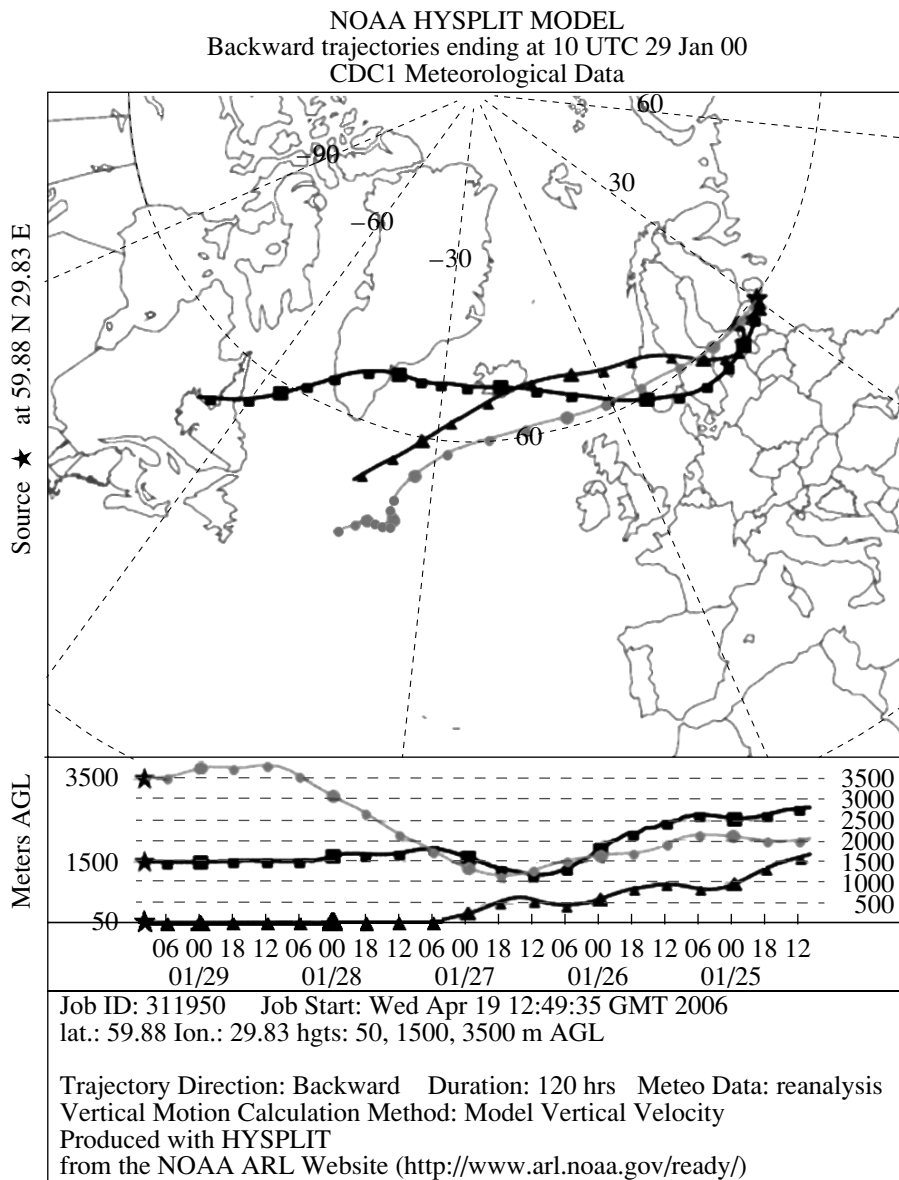 NOAA HYSPLIT MODEL
Backward trajectories ending at 10 UTC 29 Jan 00
CDC1 Meteorological Data
Source ★ at 59.88 N 29.83 E
60
30
−90
−60
−30
60
Meters AGL
3500
1500
50
3500
3000
2500
2000
1500
1000
500
06 00 18 12 06 00 18 12 06 00 18 12 06 00 18 12 06 00 18 12
01/29 01/28 01/27 01/26 01/25
Job ID: 311950 Job Start: Wed Apr 19 12:49:35 GMT 2006
lat.: 59.88 Ion.: 29.83 hgts: 50, 1500, 3500 m AGL
Trajectory Direction: Backward Duration: 120 hrs Meteo Data: reanalysis
Vertical Motion Calculation Method: Model Vertical Velocity
Produced with HYSPLIT
from the NOAA ARL Website (http://www.arl.noaa.gov/ready/)